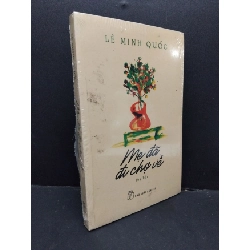 LÊ MINH QUỐC
Mẹ đã
đi chợ về